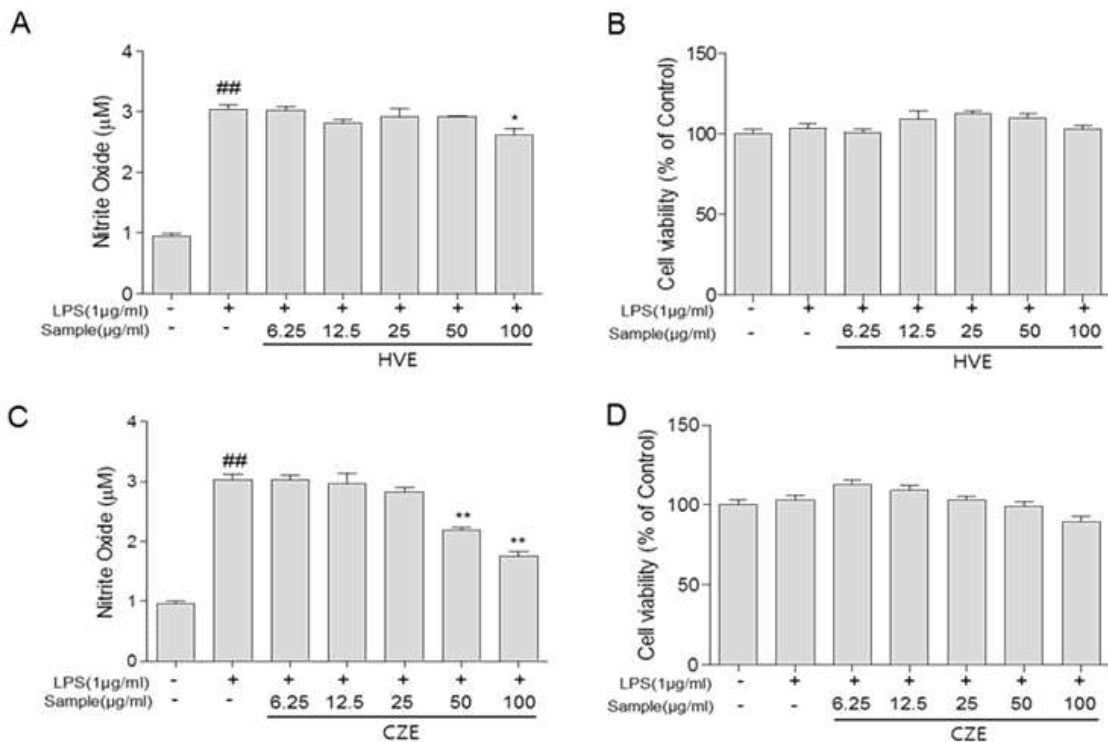 A
Nitrite Oxide (µM)
4
3
2
1
0
##
*
LPS(1µg/ml) - + + + + + +
Sample(µg/ml) - - 6.25 12.5 25 50 100
HVE
B
Cell viability (% of Control)
150
100
50
0
LPS(1µg/ml) - + + + + + +
Sample(µg/ml) - - 6.25 12.5 25 50 100
HVE
C
Nitrite Oxide (µM)
4
3
2
1
0
##
**
**
LPS(1µg/ml) - + + + + + +
Sample(µg/ml) - - 6.25 12.5 25 50 100
CZE
D
Cell viability (% of Control)
150
100
50
0
LPS(1µg/ml) - + + + + + +
Sample(µg/ml) - - 6.25 12.5 25 50 100
CZE